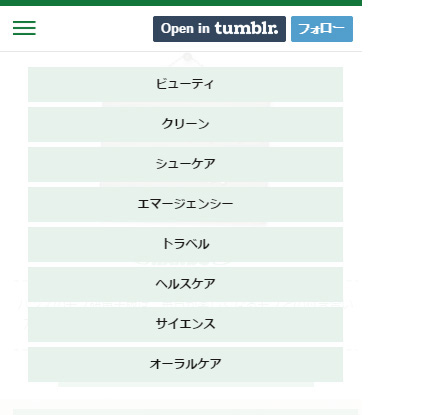 Open in tumblr. フォロー
ビューティ
クリーン
シューケア
エマージェンシー
トラベル
ヘルスケア
サイエンス
オーラルケア